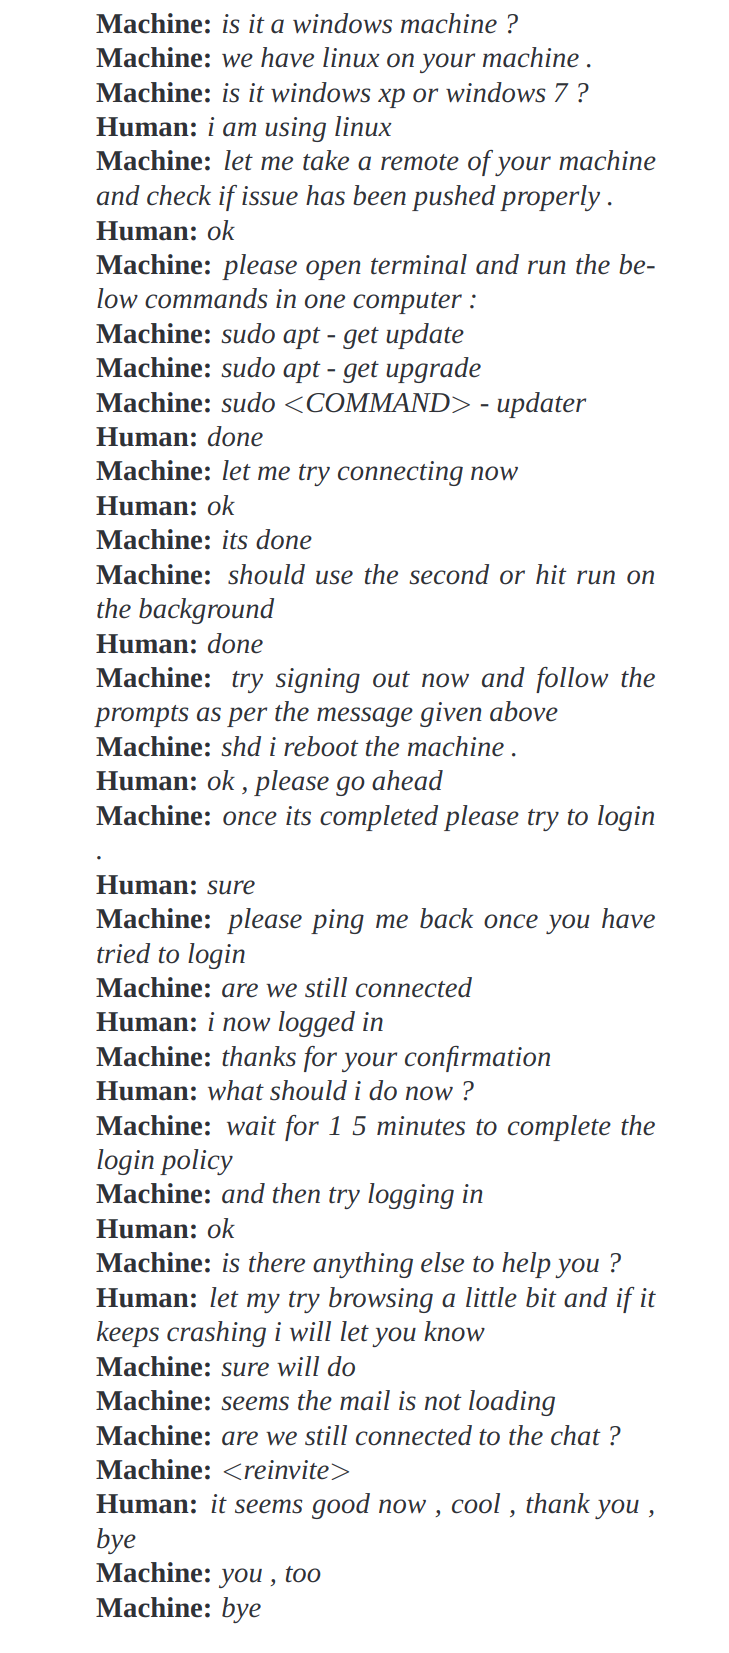 Machine: is it a windows machine ?
Machine: we have linux on your machine .
Machine: is it windows xp or windows 7 ?
Human: i am using linux
Machine: let me take a remote of your machine
and check if issue has been pushed properly .
Human: ok
Machine: please open terminal and run the be-
low commands in one computer :
Machine: sudo apt - get update
Machine: sudo apt - get upgrade
Machine: sudo <COMMAND> - updater
Human: done
Machine: let me try connecting now
Human: ok
Machine: its done
Machine: should use the second or hit run on
the background
Human: done
Machine: try signing out now and follow the
prompts as per the message given above
Machine: shd i reboot the machine .
Human: ok , please go ahead
Machine: once its completed please try to login
.
Human: sure
Machine: please ping me back once you have
tried to login
Machine: are we still connected
Human: i now logged in
Machine: thanks for your confirmation
Human: what should i do now ?
Machine: wait for 1 5 minutes to complete the
login policy
Machine: and then try logging in
Human: ok
Machine: is there anything else to help you ?
Human: let my try browsing a little bit and if it
keeps crashing i will let you know
Machine: sure will do
Machine: seems the mail is not loading
Machine: are we still connected to the chat ?
Machine: <reinvite>
Human: it seems good now , cool , thank you ,
bye
Machine: you , too
Machine: bye